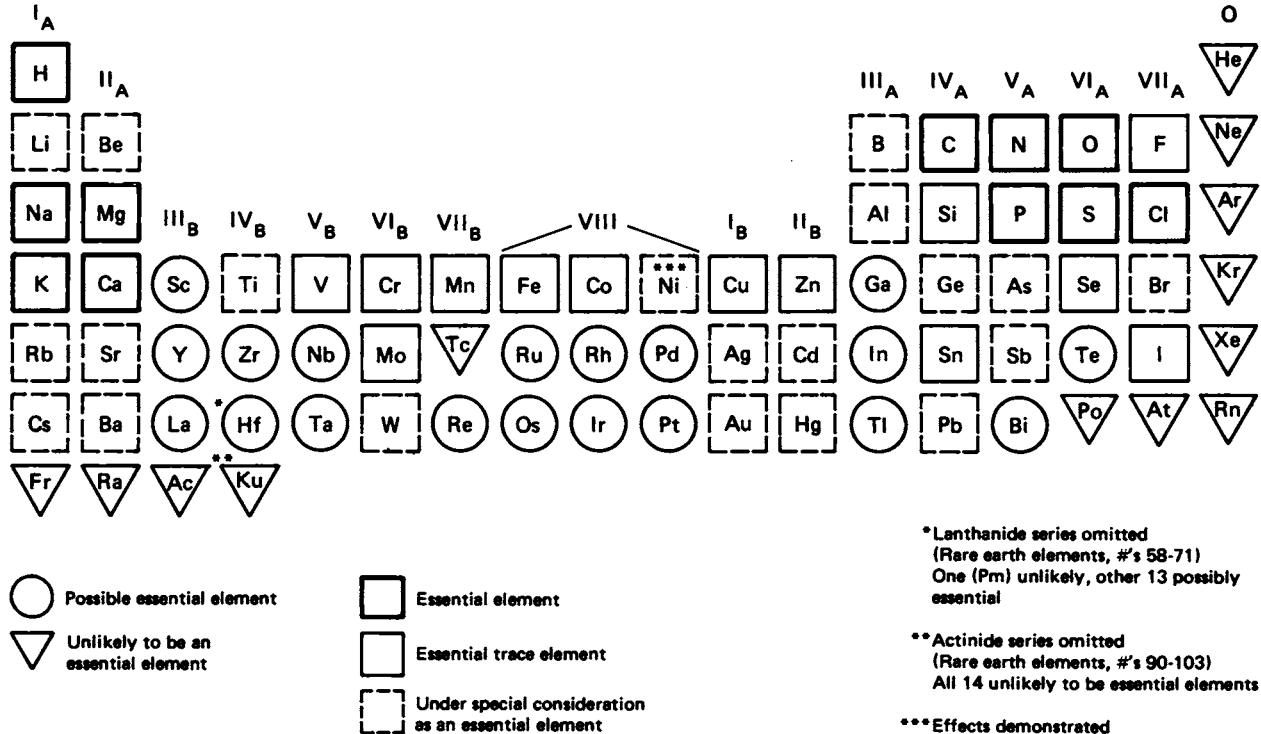 I A O
H He
II A III A IV A V A VI A VII A
Li Be B C N O F Ne
Na Mg III B IV B V B VI B VII B VIII I B II B Al Si P S Cl Ar
K Ca Sc Ti V Cr Mn Fe Co ***Ni Cu Zn Ga Ge As Se Br Kr
Rb Sr Y Zr Nb Mo Tc Ru Rh Pd Ag Cd In Sn Sb Te I Xe
Cs Ba La *Hf Ta W Re Os Ir Pt Au Hg Tl Pb Bi Po At Rn
Fr Ra Ac **Ku
Possible essential element
Unlikely to be an
essential element
Essential element
Essential trace element
Under special consideration
as an essential element
*Lanthanide series omitted
(Rare earth elements, #'s 58-71)
One (Pm) unlikely, other 13 possibly
essential
**Actinide series omitted
(Rare earth elements, #'s 90-103)
All 14 unlikely to be essential elements
***Effects demonstrated